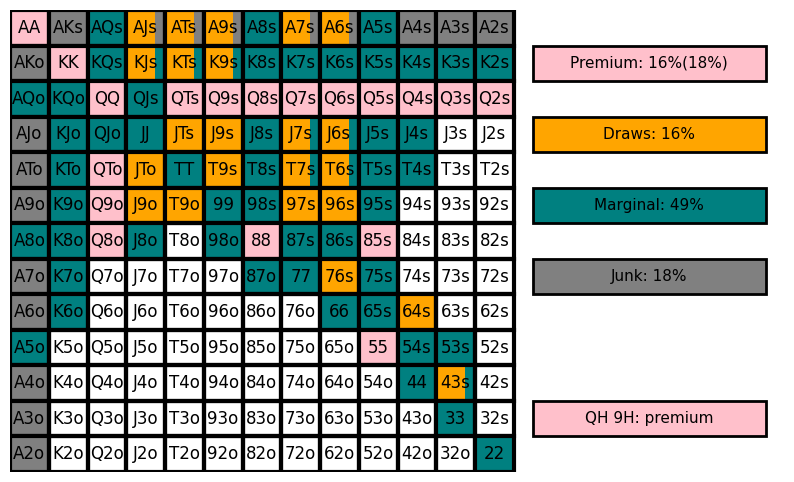 AA AKs AQs AJs ATs A9s A8s A7s A6s A5s A4s A3s A2s
AKo KK KQs KJs KTs K9s K8s K7s K6s K5s K4s K3s K2s
Premium: 16%(18%)
AQo KQo QQ QJs QTs Q9s Q8s Q7s Q6s Q5s Q4s Q3s Q2s
AJo KJo QJo JJ JTs J9s J8s J7s J6s J5s J4s J3s J2s
Draws: 16%
ATo KTo QTo JTo TT T9s T8s T7s T6s T5s T4s T3s T2s
A9o K9o Q9o J9o T9o 99 98s 97s 96s 95s 94s 93s 92s
Marginal: 49%
A8o K8o Q8o J8o T8o 98o 88 87s 86s 85s 84s 83s 82s
A7o K7o Q7o J7o T7o 97o 87o 77 76s 75s 74s 73s 72s
Junk: 18%
A6o K6o Q6o J6o T6o 96o 86o 76o 66 65s 64s 63s 62s
A5o K5o Q5o J5o T5o 95o 85o 75o 65o 55 54s 53s 52s
A4o K4o Q4o J4o T4o 94o 84o 74o 64o 54o 44 43s 42s
A3o K3o Q3o J3o T3o 93o 83o 73o 63o 53o 43o 33 32s
QH 9H: premium
A2o K2o Q2o J2o T2o 92o 82o 72o 62o 52o 42o 32o 22